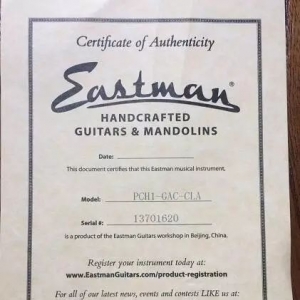 Certificate of Authenticity
Eastman®
HANDCRAFTED
GUITARS & MANDOLINS
Date:
This document certifies that this Eastman musical instrument,
Model: PCH1-GAC-CLA
Serial #: 13701620
is a product of the Eastman Guitars workshop in Beijing, China.
Register your instrument today at:
www.EastmanGuitars.com/product-registration
For all of our latest news, events and contests LIKE us at